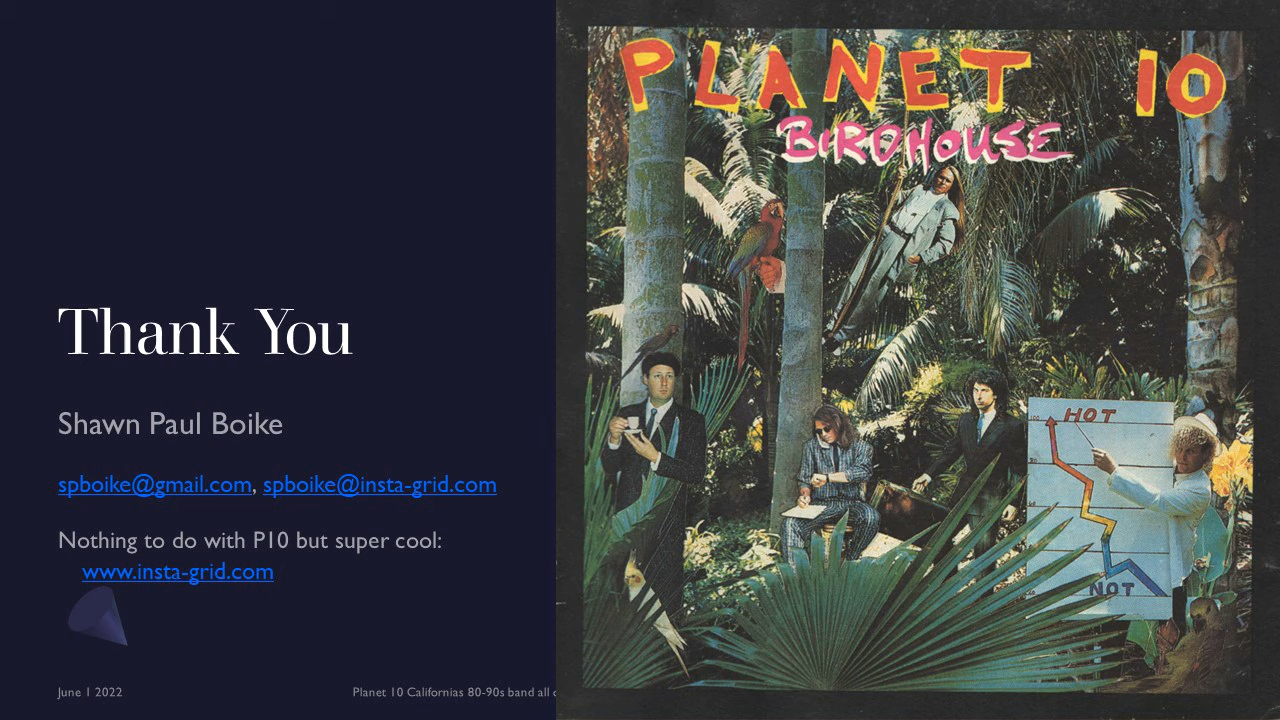 Thank You
Shawn Paul Boike
spboike@gmail.com, spboike@insta-grid.com
Nothing to do with P10 but super cool:
www.insta-grid.com
June 1 2022
Planet 10 Californias 80-90s band all
PLANET 10
BIRDHOUSE
100 HOT
NOT